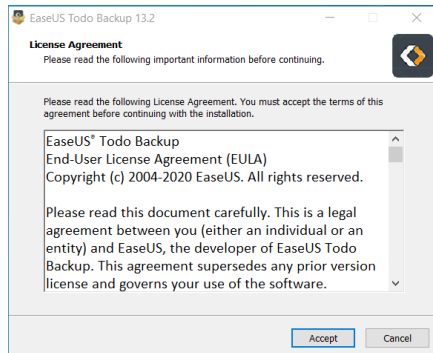 EaseUS Todo Backup 13.2
License Agreement
Please read the following important information before continuing.
Please read the following License Agreement. You must accept the terms of this
agreement before continuing with the installation.
EaseUS® Todo Backup
End-User License Agreement (EULA)
Copyright (c) 2004-2020 EaseUS. All rights reserved.
Please read this document carefully. This is a legal
agreement between you (either an individual or an
entity) and EaseUS, the developer of EaseUS Todo
Backup. This agreement supersedes any prior version
license and governs your use of the software.
Accept
Cancel